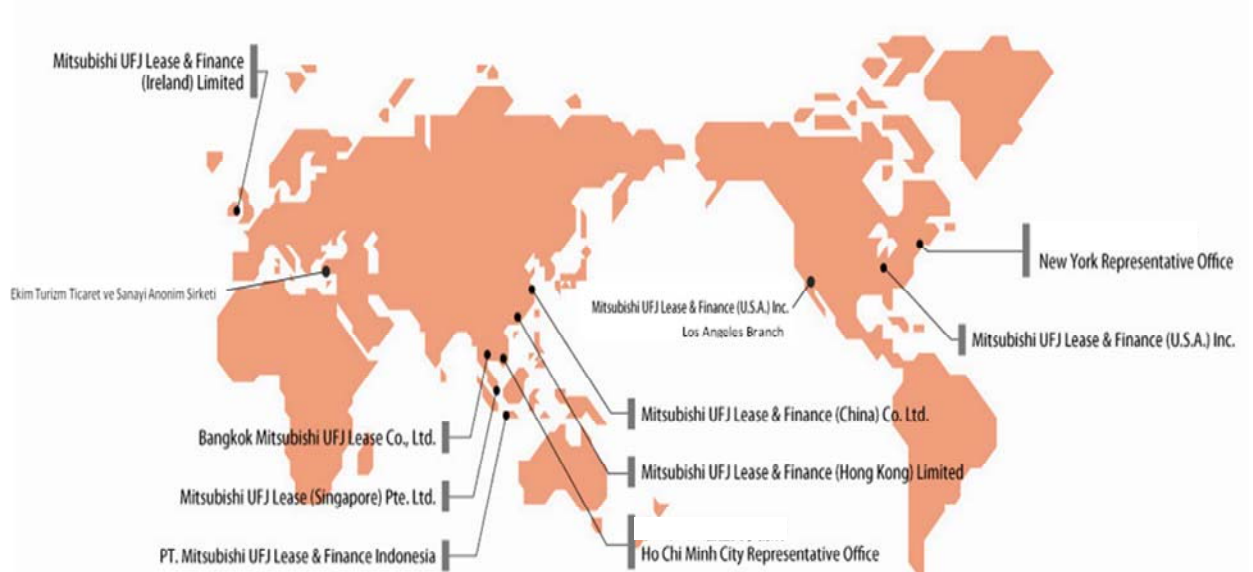 Mitsubishi UFJ Lease & Finance
(Ireland) Limited
New York Representative Office
Ekim Turizm Ticaret ve Sanayi Anonim Sirketi
Mitsubishi UFJ Lease & Finance (U.S.A.) Inc.
Los Angeles Branch
Mitsubishi UFJ Lease & Finance (U.S.A.) Inc.
Mitsubishi UFJ Lease & Finance (China) Co. Ltd.
Bangkok Mitsubishi UFJ Lease Co., Ltd.
Mitsubishi UFJ Lease & Finance (Hong Kong) Limited
Mitsubishi UFJ Lease (Singapore) Pte. Ltd.
Ho Chi Minh City Representative Office
PT. Mitsubishi UFJ Lease & Finance Indonesia